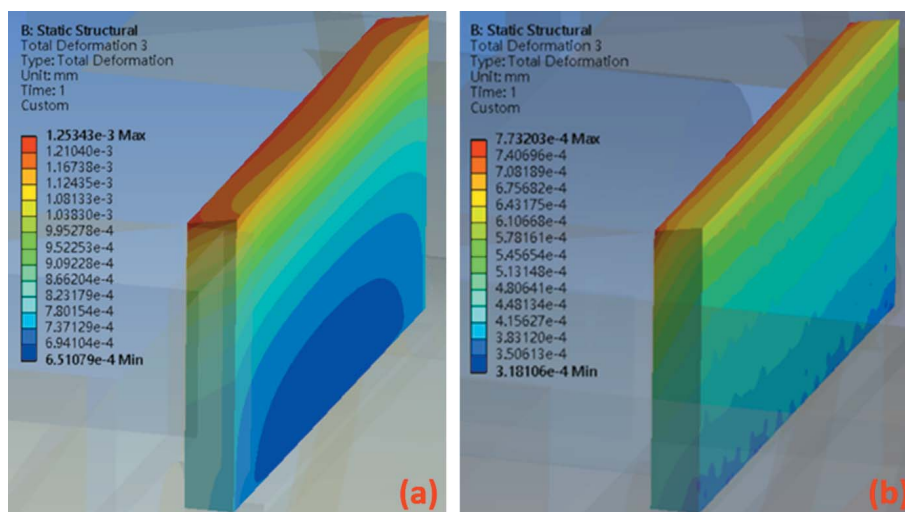 B: Static Structural
Total Deformation 3
Type: Total Deformation
Unit: mm
Time: 1
Custom
1.25343e-3 Max
1.21040e-3
1.16738e-3
1.12435e-3
1.08133e-3
1.03830e-3
9.95278e-4
9.52253e-4
9.09228e-4
8.66204e-4
8.23179e-4
7.80154e-4
7.37129e-4
6.94104e-4
6.51079e-4 Min
(a)
B: Static Structural
Total Deformation 3
Type: Total Deformation
Unit: mm
Time: 1
Custom
7.73203e-4 Max
7.40696e-4
7.08189e-4
6.75682e-4
6.43175e-4
6.10668e-4
5.78161e-4
5.45654e-4
5.13148e-4
4.80641e-4
4.48134e-4
4.15627e-4
3.83120e-4
3.50613e-4
3.18106e-4 Min
(b)